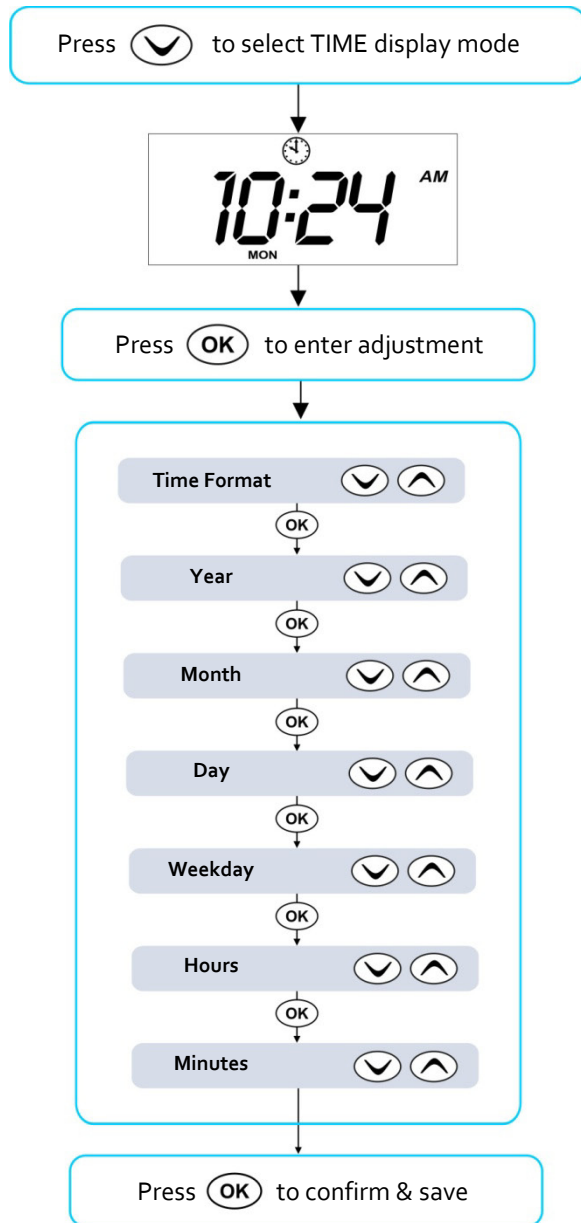 Press to select TIME display mode
AM
10:24
MON
Press OK to enter adjustment
Time Format
OK
Year
OK
Month
OK
Day
OK
Weekday
OK
Hours
OK
Minutes
Press OK to confirm & save